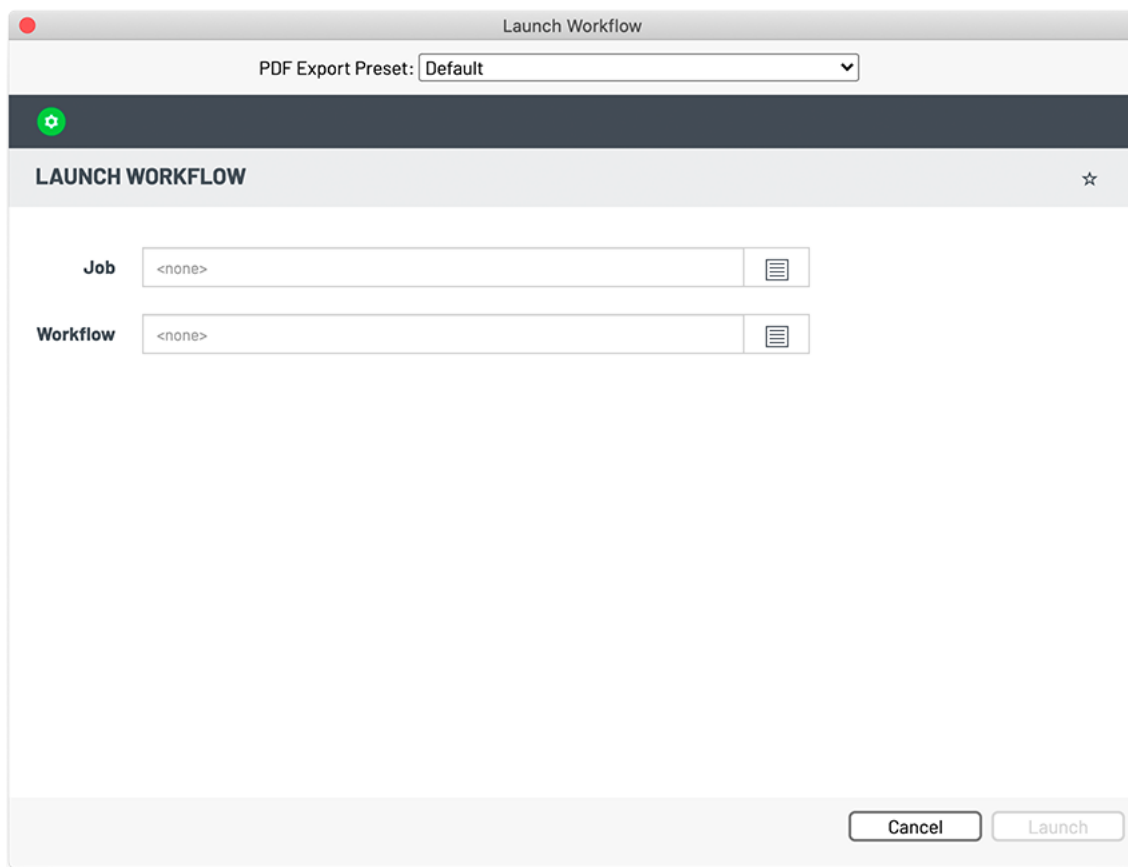 Launch Workflow
PDF Export Preset: Default
LAUNCH WORKFLOW
Job <none>
Workflow <none>
Cancel Launch